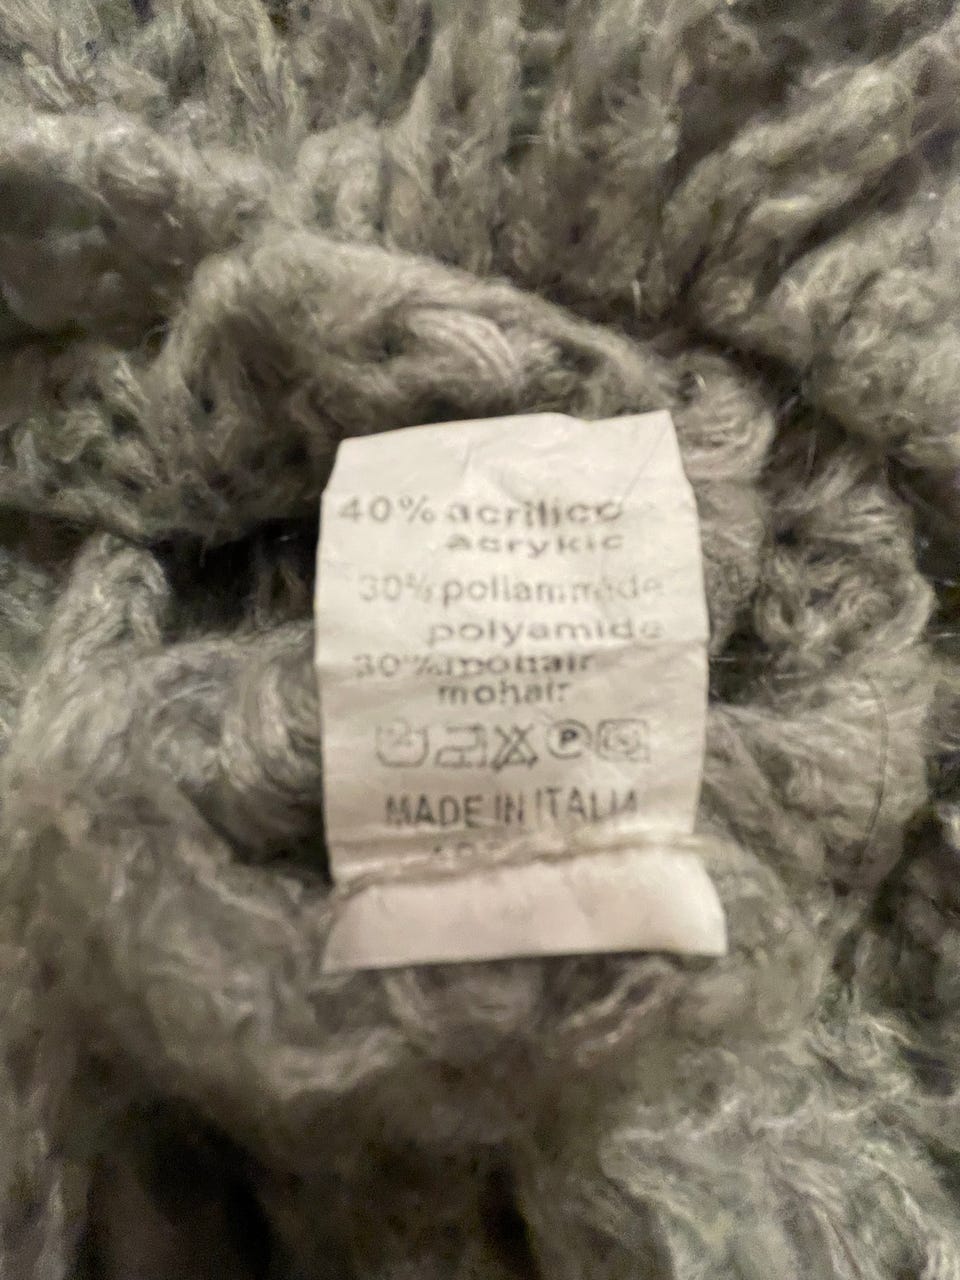 40% acrilico
acrykic
30% poliammide
polyamide
30% mohair
mohair
P
MADE IN ITALIA